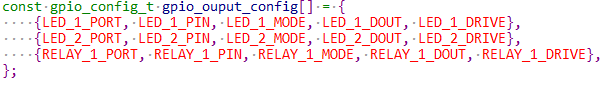 const gpio_config_t gpio_ouput_config[] = {
    {LED_1_PORT, LED_1_PIN, LED_1_MODE, LED_1_DOUT, LED_1_DRIVE},
    {LED_2_PORT, LED_2_PIN, LED_2_MODE, LED_2_DOUT, LED_2_DRIVE},
    {RELAY_1_PORT, RELAY_1_PIN, RELAY_1_MODE, RELAY_1_DOUT, RELAY_1_DRIVE},
};